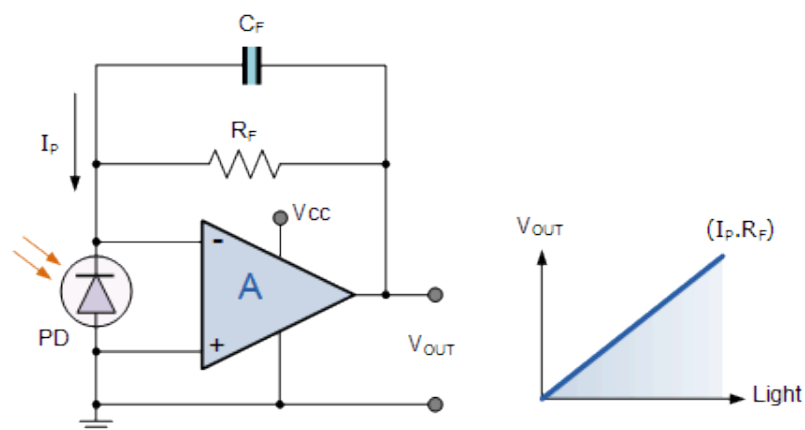 CF
RF
IP
Vcc
-
A
+
PD
VOUT
VOUT
(IP.RF)
Light